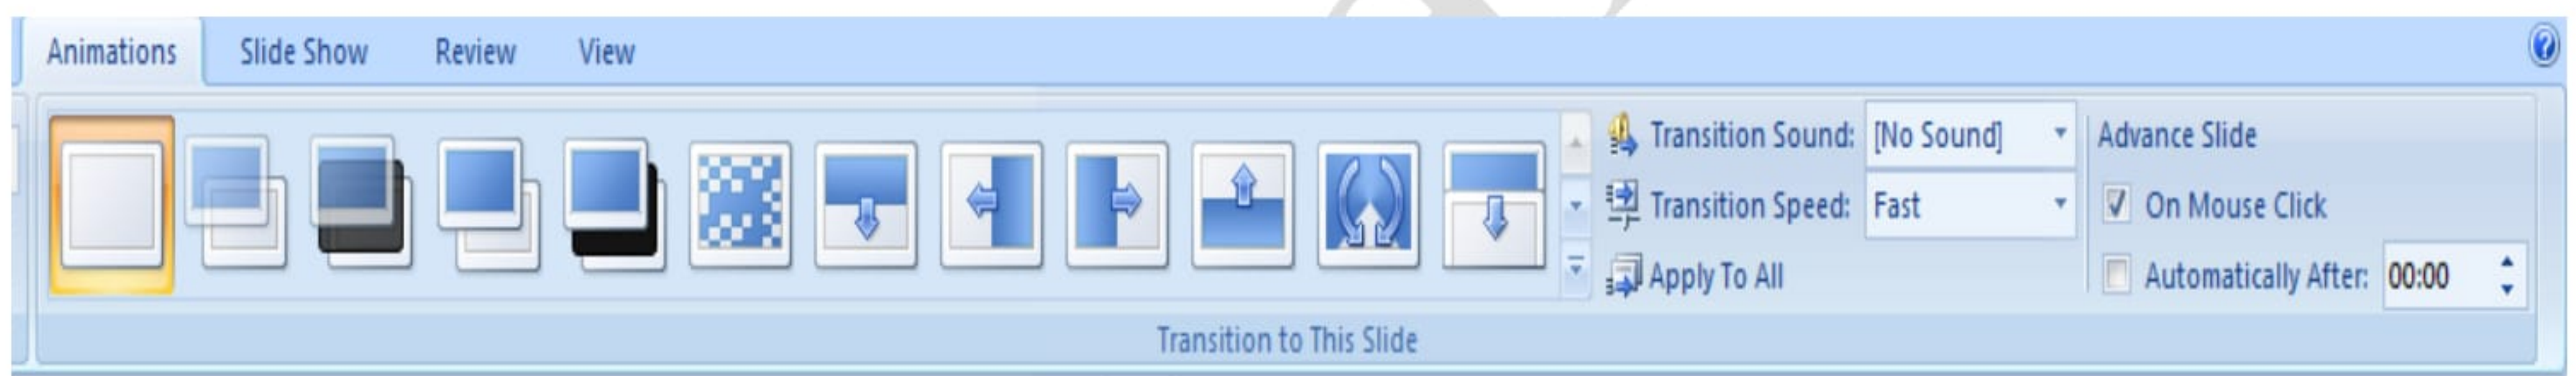 Animations Slide Show Review View
Transition Sound: [No Sound]
Transition Speed: Fast
Apply To All
Advance Slide
On Mouse Click
Automatically After: 00:00
Transition to This Slide